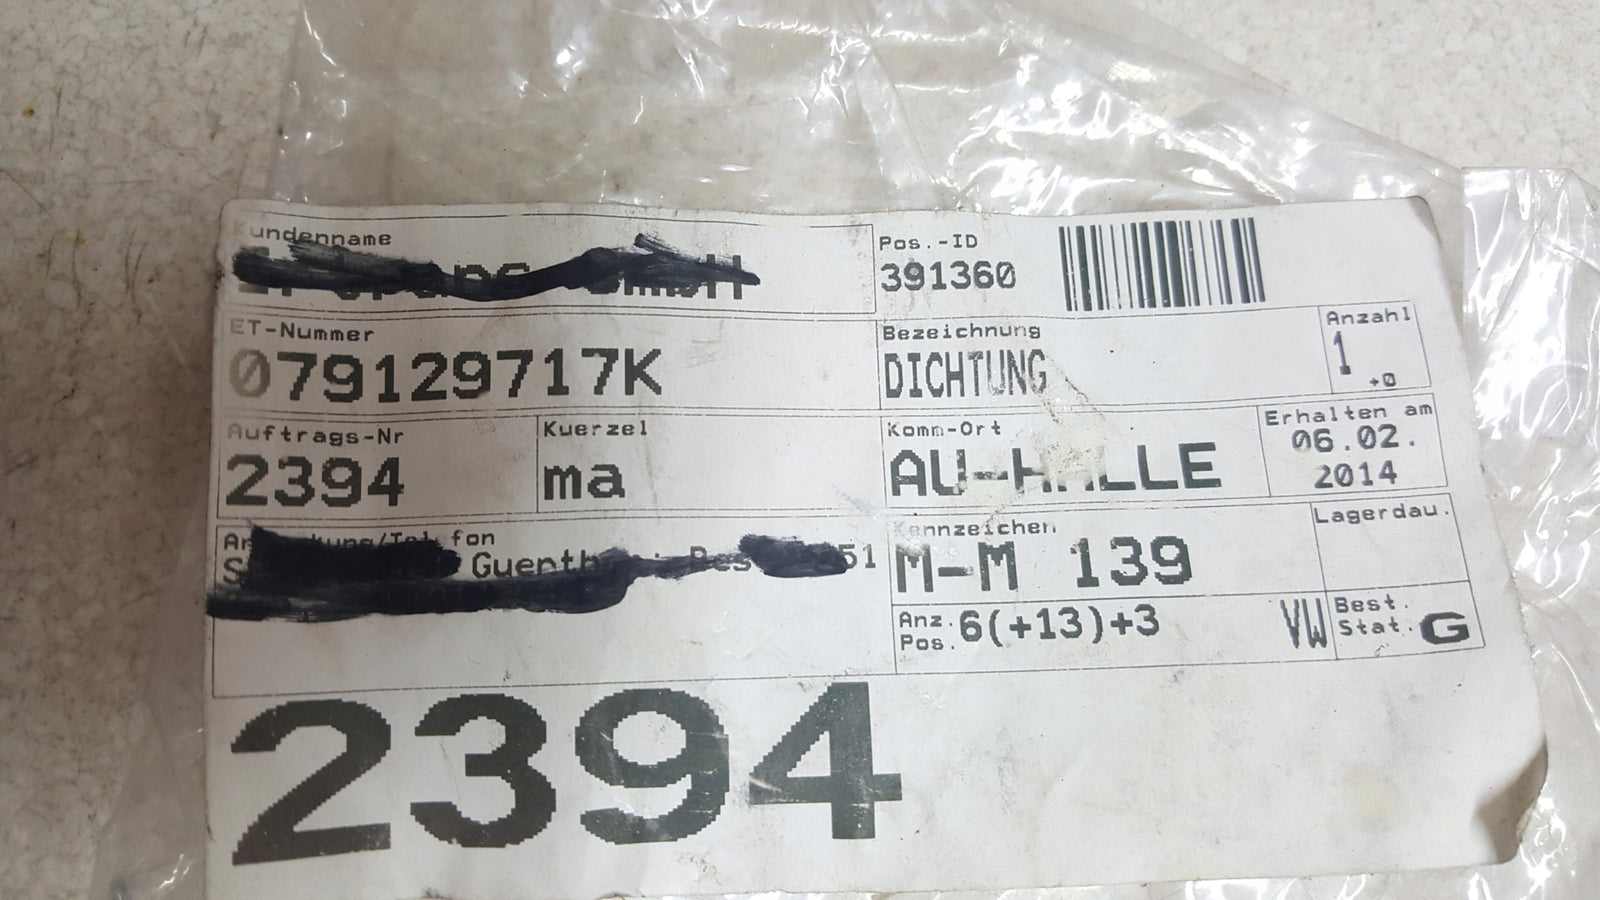 Kundenname
Pos.-ID
391360
ET-Nummer
079129717K
Bezeichnung
DICHTUNG
Anzahl
1 +0
Auftrags-Nr
2394
Kuerzel
ma
Komm-Ort
AU-HALLE
Erhalten am
06.02.
2014
fon
51
Kennzeichen
M-M 139
Lagerdau.
Anz.
Pos. 6(+13)+3
VW
Best.
Stat. G
2394